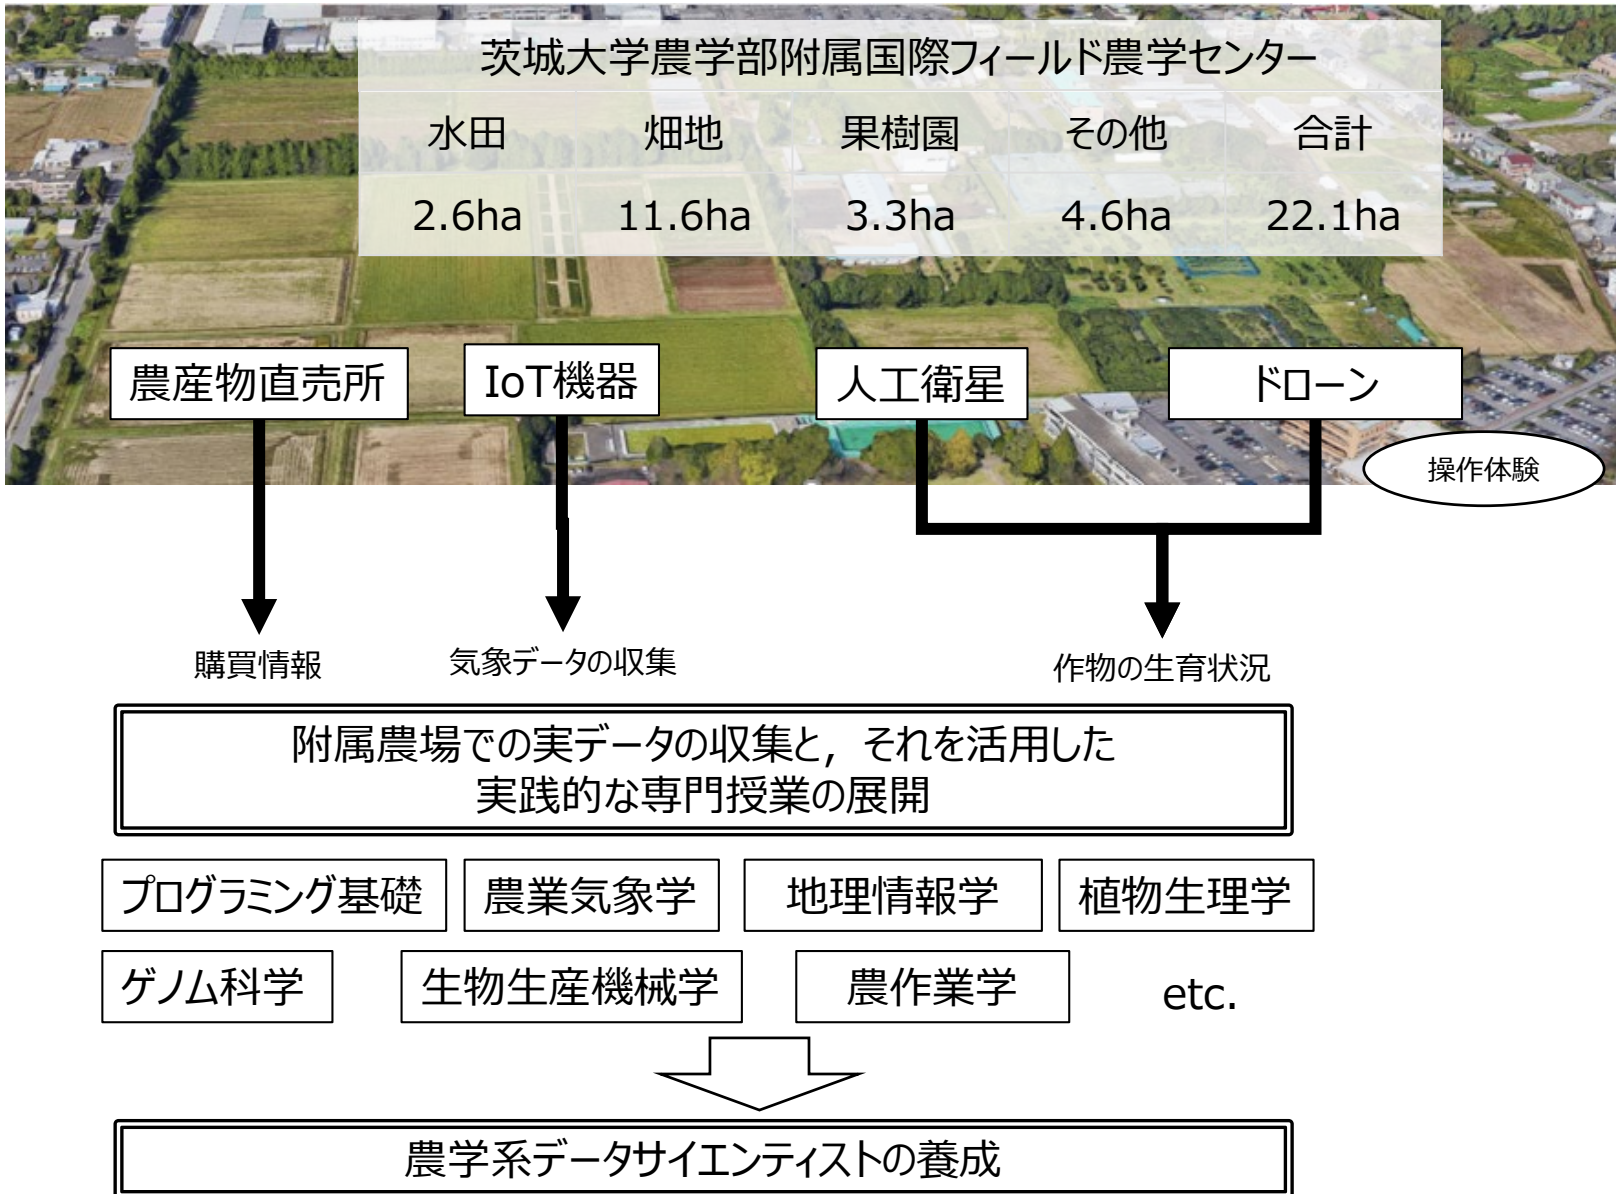 茨城大学農学部附属国際フィールド農学センター
水田 畑地 果樹園 その他 合計
2.6ha 11.6ha 3.3ha 4.6ha 22.1ha
農産物直売所 IoT機器 人工衛星 ドローン
操作体験
購買情報 気象データの収集 作物の生育状況
附属農場での実データの収集と，それを活用した
実践的な専門授業の展開
プログラミング基礎 農業気象学 地理情報学 植物生理学
ゲノム科学 生物生産機械学 農作業学 etc.
農学系データサイエンティストの養成